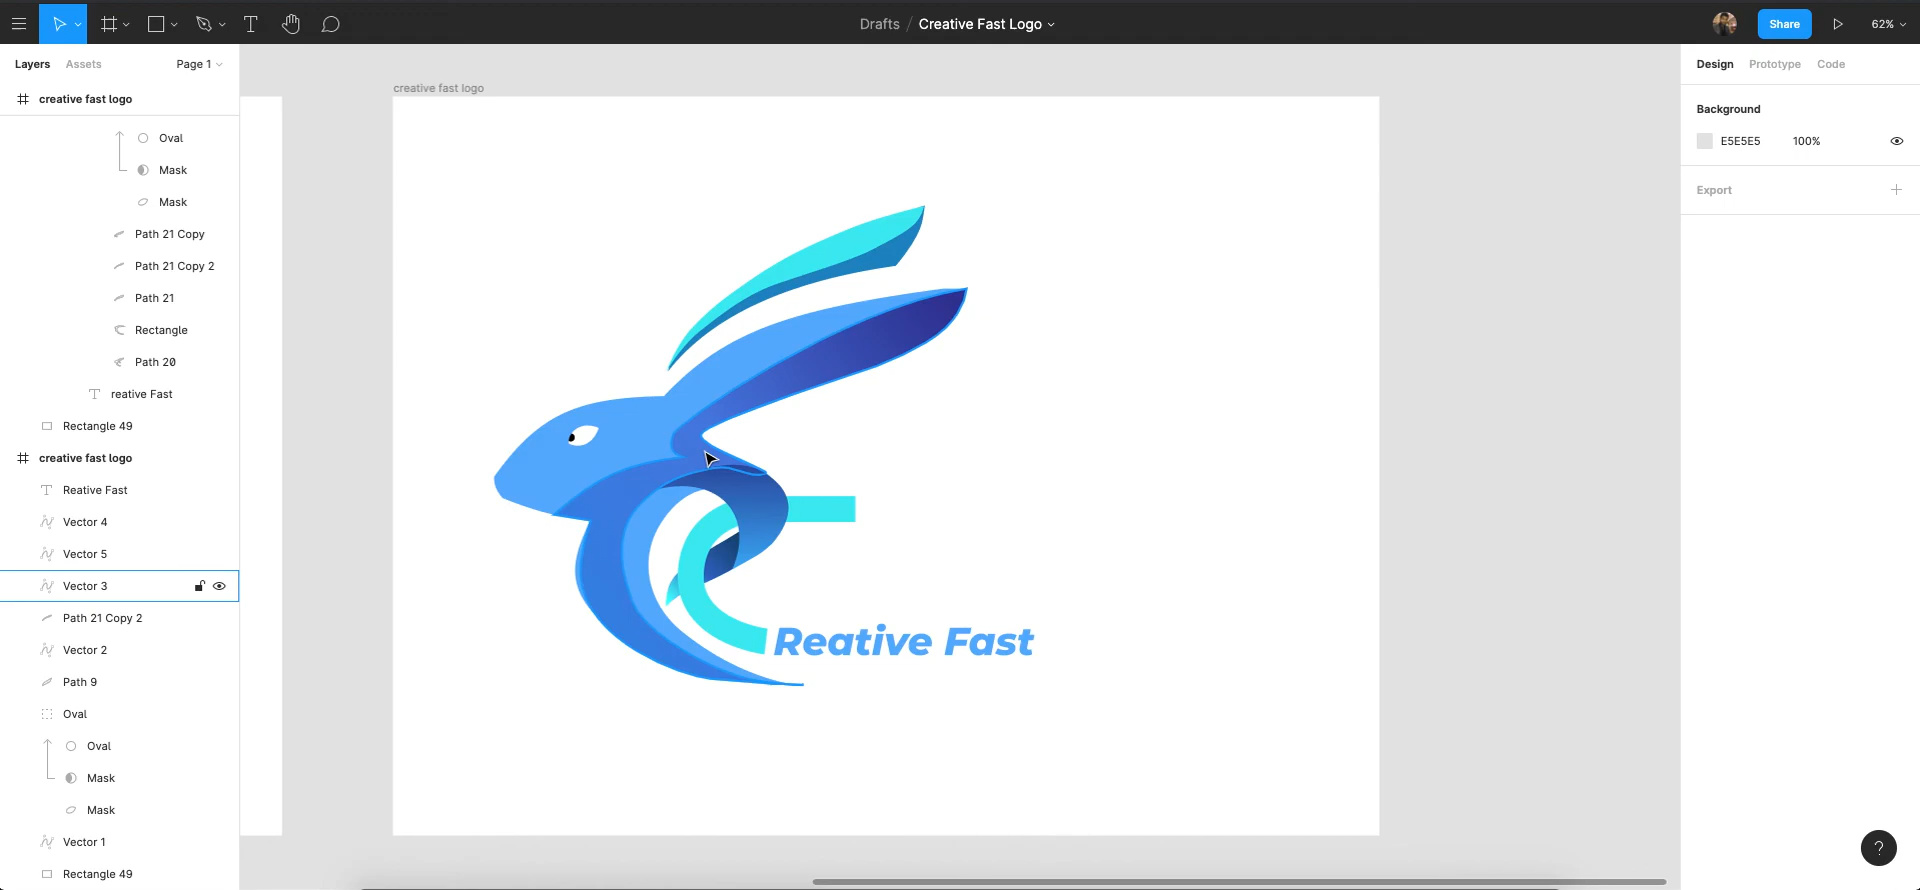 Drafts / Creative Fast Logo
Share
62%
Layers
Assets
Page 1
creative fast logo
Oval
Mask
Mask
Path 21 Copy
Path 21 Copy 2
Path 21
Rectangle
Path 20
reative Fast
Rectangle 49
creative fast logo
Reative Fast
Vector 4
Vector 5
Vector 3
Path 21 Copy 2
Vector 2
Path 9
Oval
Oval
Mask
Mask
Vector 1
Rectangle 49
creative fast logo
Reative Fast
Design
Prototype
Code
Background
E5E5E5
100%
Export
?